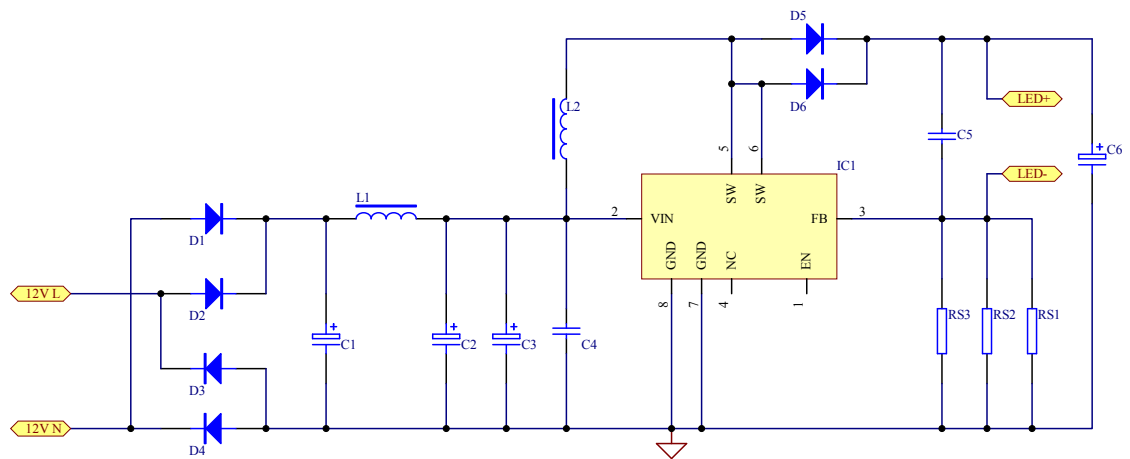 D5
D6
L2
LED+
C5
C6
LED-
5
6
IC1
SW
SW
L1
2
VIN
FB
3
D1
GND
GND
NC
EN
12V L
D2
8
7
4
1
C1
C2
C3
C4
RS3
RS2
RS1
D3
12V N
D4
+
+
+
+